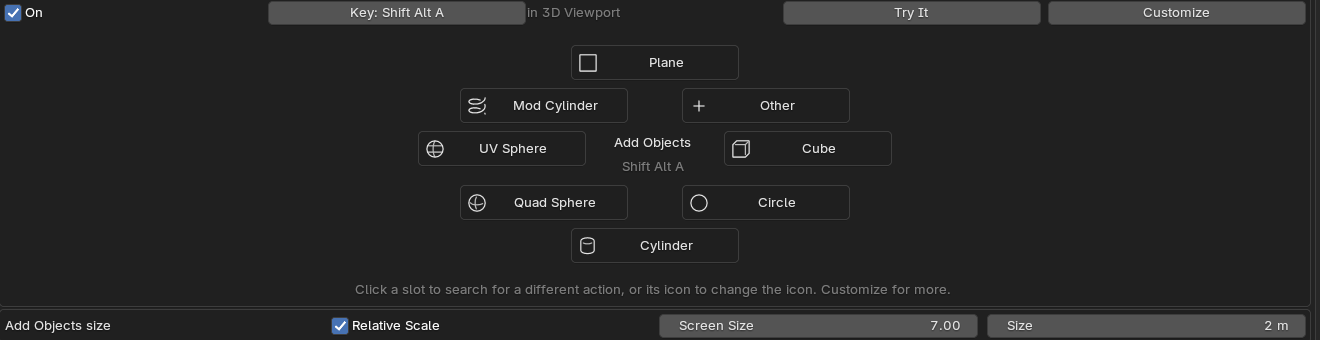 On Key: Shift Alt A in 3D Viewport Try It Customize
Plane
Mod Cylinder Other
UV Sphere Add Objects Cube
Shift Alt A
Quad Sphere Circle
Cylinder
Click a slot to search for a different action, or its icon to change the icon. Customize for more.
Add Objects size Relative Scale Screen Size 7.00 Size 2 m